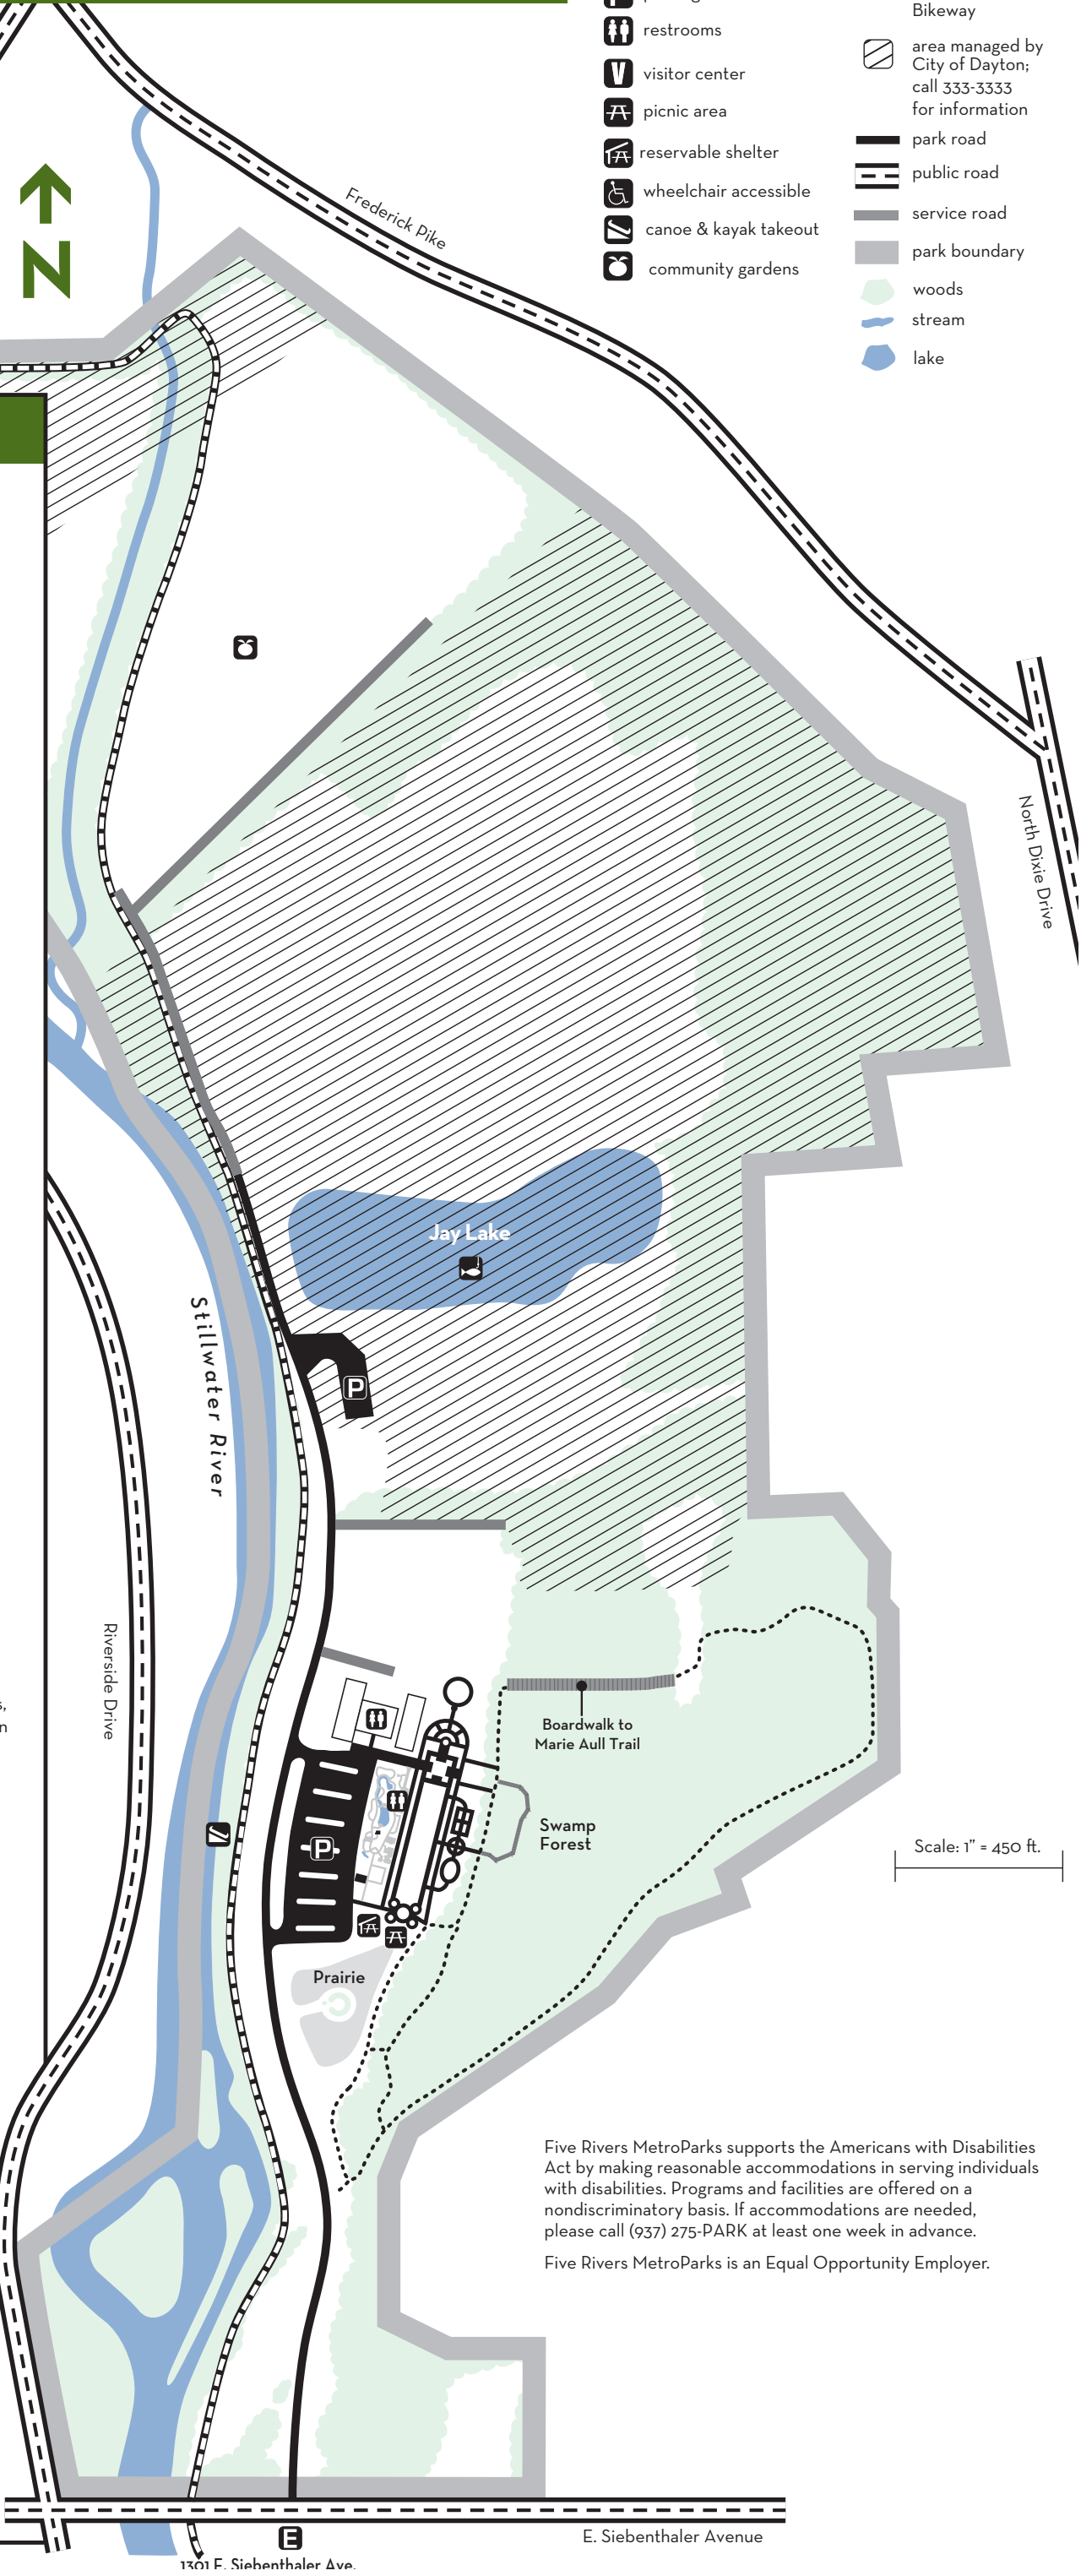 Bikeway
restrooms
visitor center
picnic area
reservable shelter
wheelchair accessible
canoe & kayak takeout
community gardens
area managed by
City of Dayton;
call 333-3333
for information
park road
public road
service road
park boundary
woods
stream
lake
N
Frederick Pike
North Dixie Drive
Jay Lake
P
Stillwater River
Riverside Drive
Boardwalk to
Marie Aull Trail
Swamp
Forest
P
Scale: 1” = 450 ft.
Prairie
Five Rivers MetroParks supports the Americans with Disabilities
Act by making reasonable accommodations in serving individuals
with disabilities. Programs and facilities are offered on a
nondiscriminatory basis. If accommodations are needed,
please call (937) 275-PARK at least one week in advance.
Five Rivers MetroParks is an Equal Opportunity Employer.
E. Siebenthaler Avenue
E
1301 E. Siebenthaler Ave.